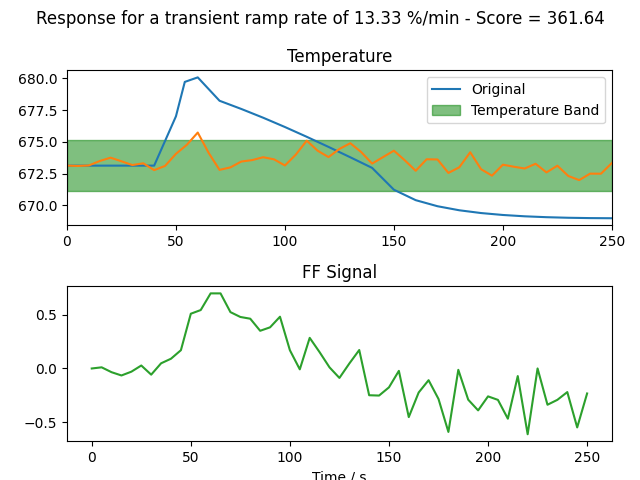 Response for a transient ramp rate of 13.33 %/min - Score = 361.64
Temperature
680.0
677.5
675.0
672.5
670.0
Original
Temperature Band
0 50 100 150 200 250
FF Signal
0.5
0.0
−0.5
0 50 100 150 200 250
Time / s